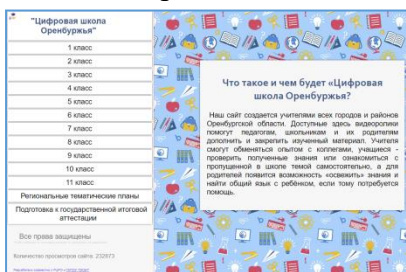 "Цифровая школа
Оренбуржья"
1 класс
2 класс
3 класс
4 класс
5 класс
6 класс
7 класс
8 класс
9 класс
10 класс
11 класс
Региональные тематические планы
Подготовка к государственной итоговой
аттестации
Все права защищены
Количество просмотров сайта 232873
Что такое и чем будет «Цифровая
школа Оренбуржья?
Наш сайт создается учителями всех городов и районов
Оренбургской области. Доступные здесь видеоролики
помогут педагогам, школьникам и их родителям
дополнить и закрепить изученный материал. Учителя
смогут обменяться опытом с коллегами, учащиеся -
проверить полученные знания или ознакомиться с
пропущенной в школе темой самостоятельно, а для
родителей появится возможность «освежить» знания и
найти общий язык с ребёнком, если тому потребуется
помощь.